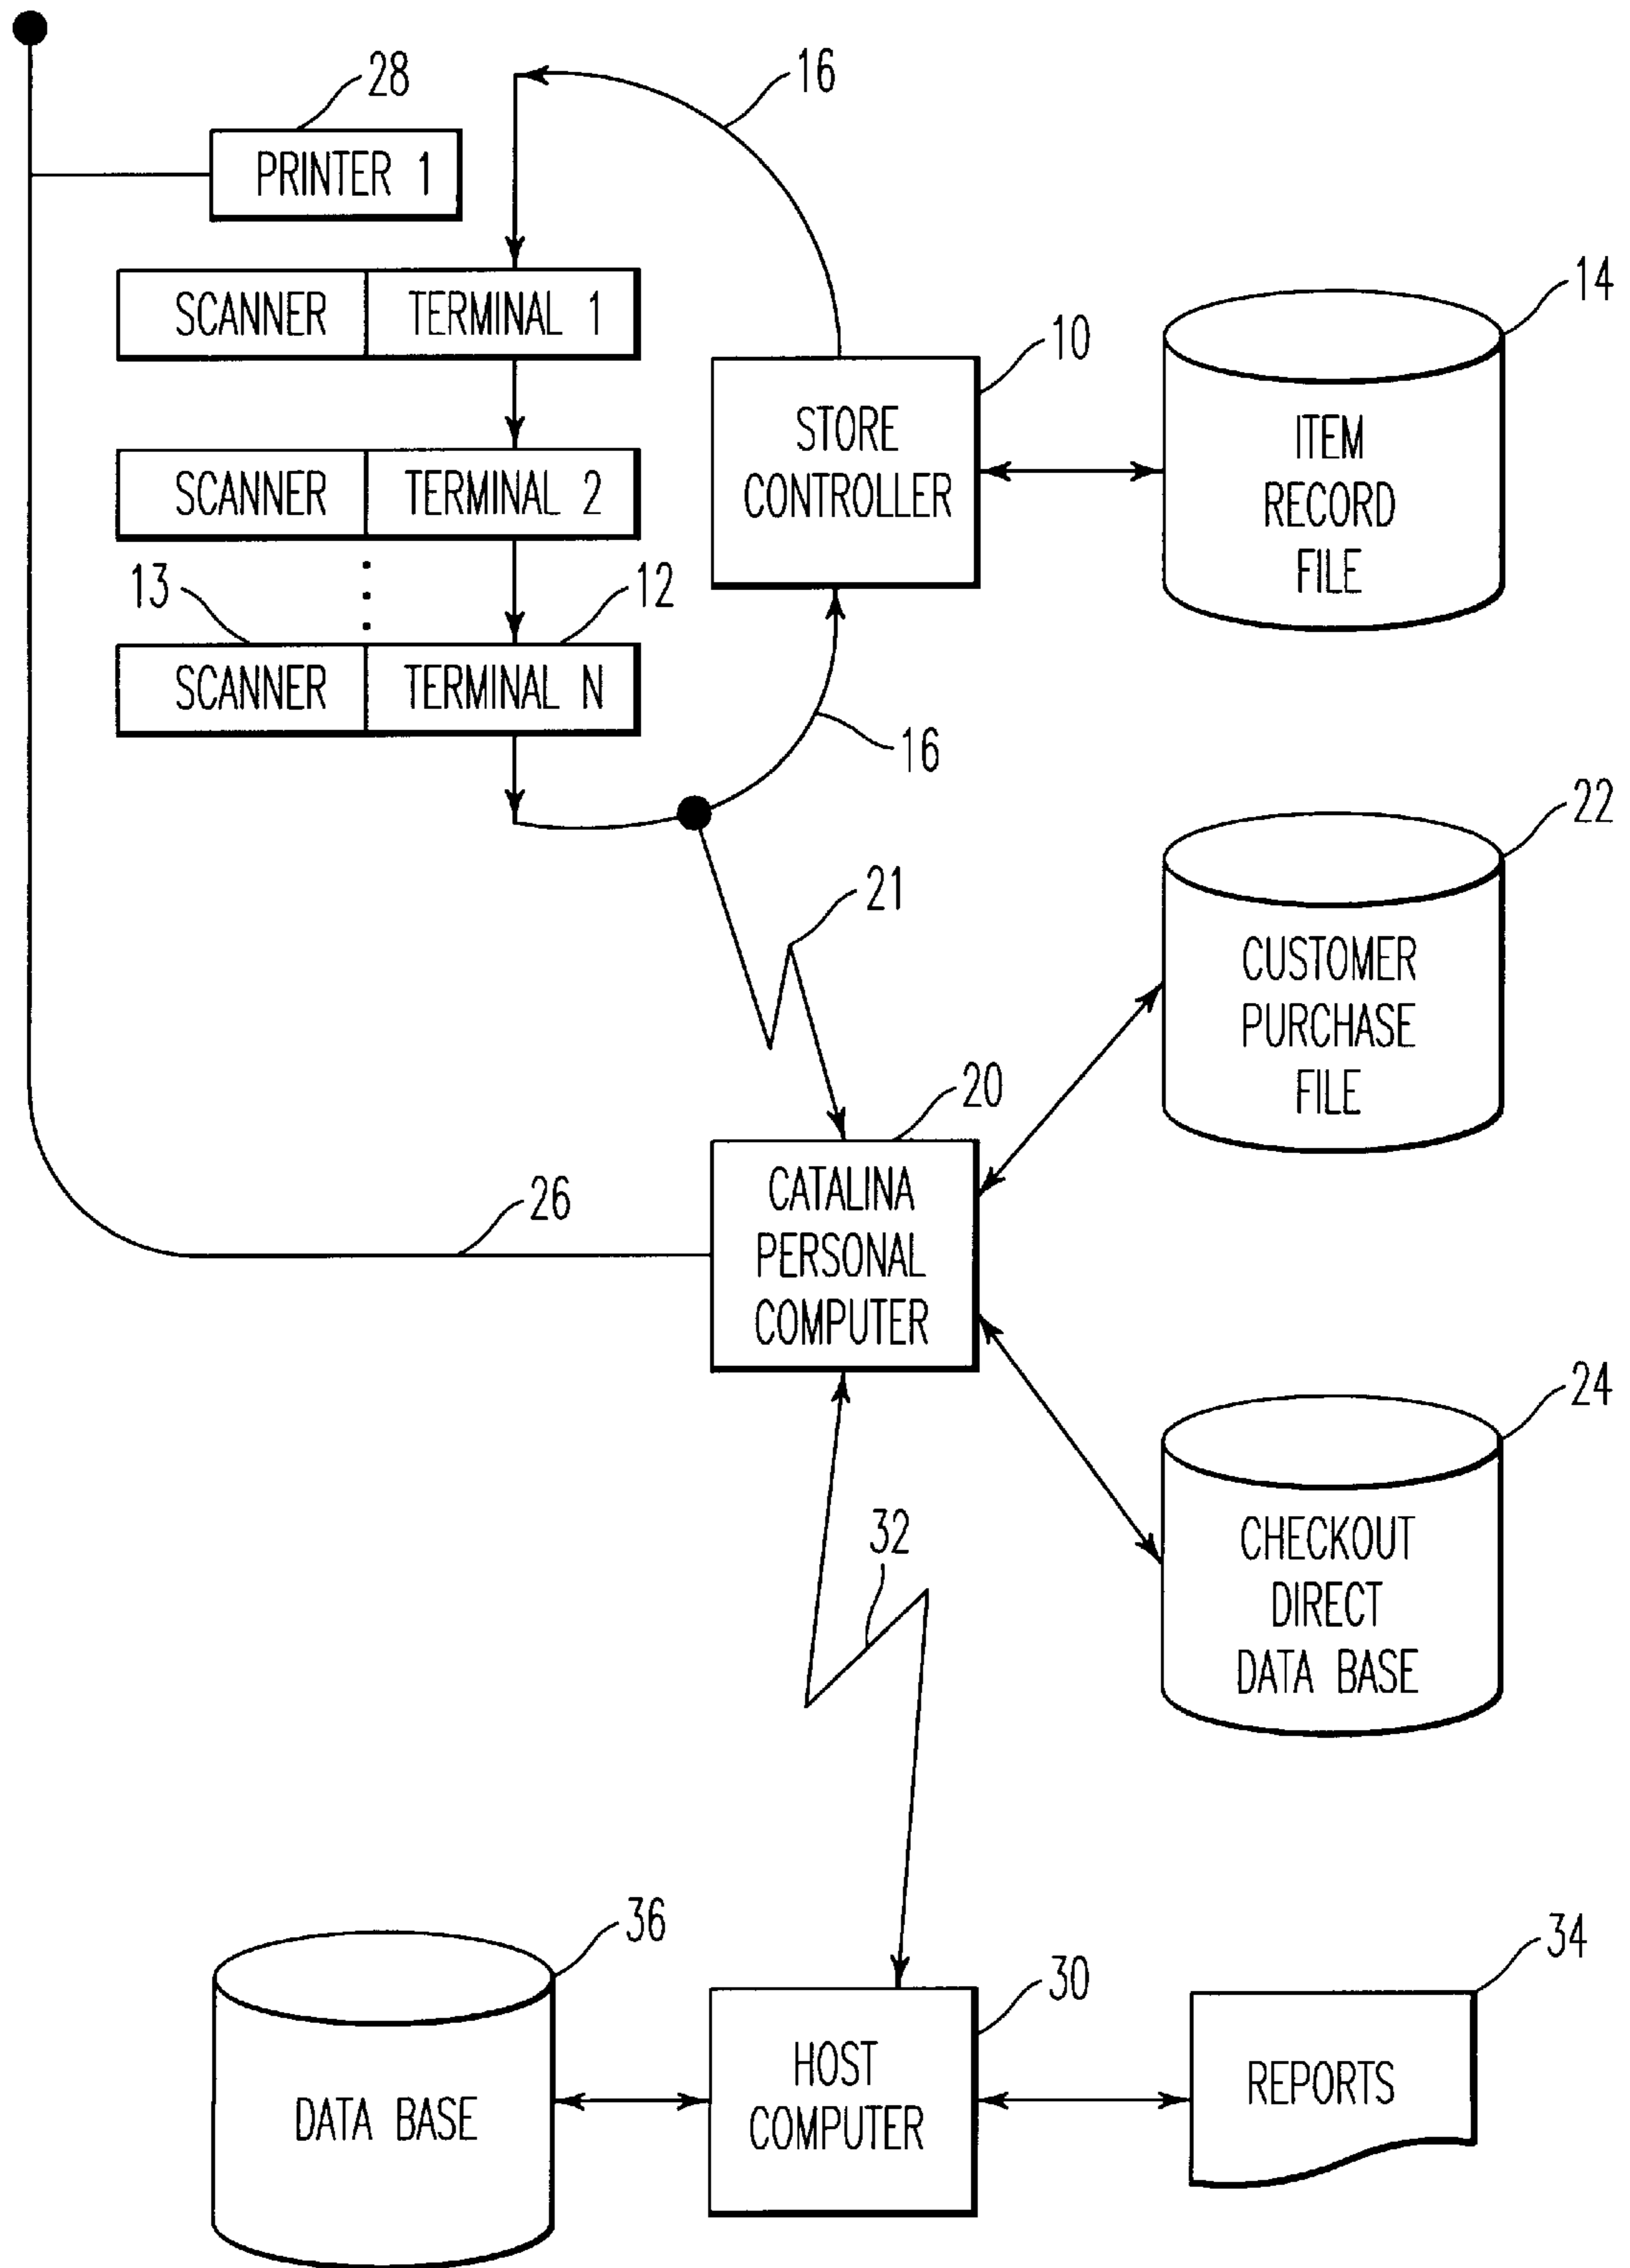 28
16
PRINTER 1
SCANNER TERMINAL 1
14
10
STORE
CONTROLLER
ITEM
RECORD
FILE
SCANNER TERMINAL 2
13
12
SCANNER TERMINAL N
16
22
21
CUSTOMER
PURCHASE
FILE
20
CATALINA
PERSONAL
COMPUTER
26
24
CHECKOUT
DIRECT
DATA BASE
32
36
DATA BASE
30
HOST
COMPUTER
34
REPORTS